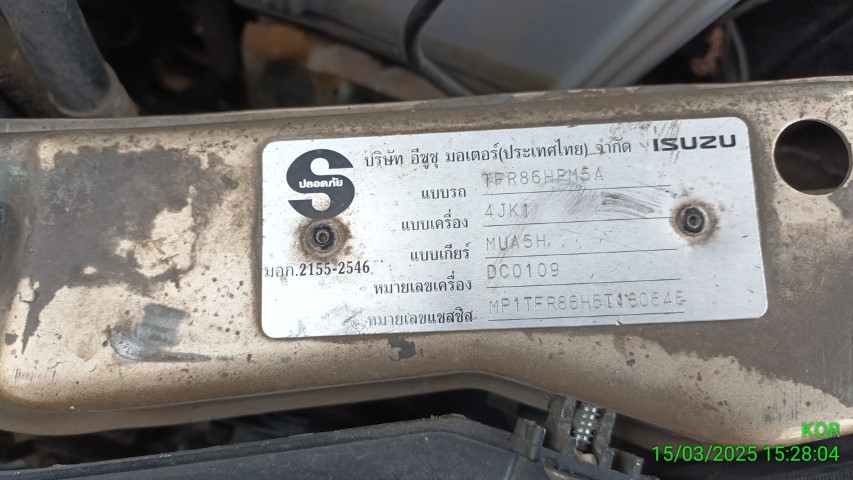 บริษัท อีซูซุ มอเตอร์(ประเทศไทย) จำกัด ISUZU
S
ปลอดภัย
แบบรถ TFR86HPM5A
แบบเครื่อง 4JK1
แบบเกียร์ MUA5H
มอก.2155-2546
หมายเลขเครื่อง DC0109
หมายเลขแชสซิส
KOR
15/03/2025 15:28:04